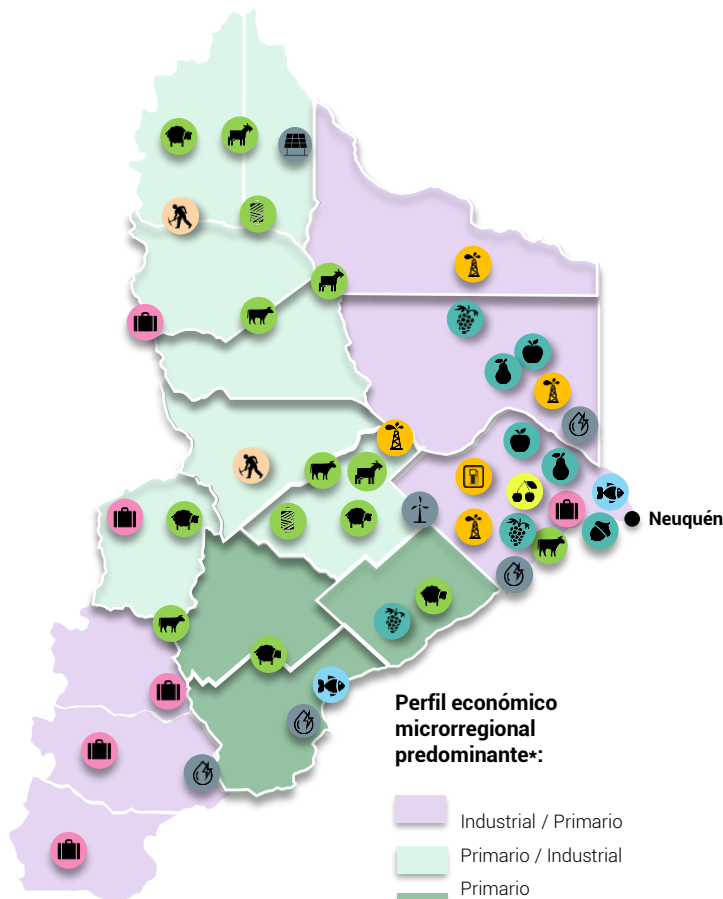 Neuquén
Perfil económico
microrregional
predominante*:
Industrial / Primario
Primario / Industrial
Primario